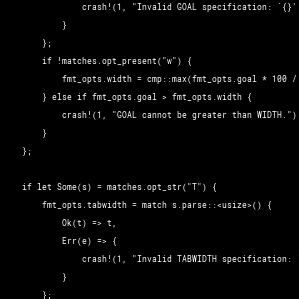 crash!(1, "Invalid GOAL specification: `{}'
}
};
if !matches.opt_present("w") {
fmt_opts.width = cmp::max(fmt_opts.goal * 100 /
} else if fmt_opts.goal > fmt_opts.width {
crash!(1, "GOAL cannot be greater than WIDTH.")
}
};
if let Some(s) = matches.opt_str("T") {
fmt_opts.tabwidth = match s.parse::<usize>() {
Ok(t) => t,
Err(e) => {
crash!(1, "Invalid TABWIDTH specification:
}
};